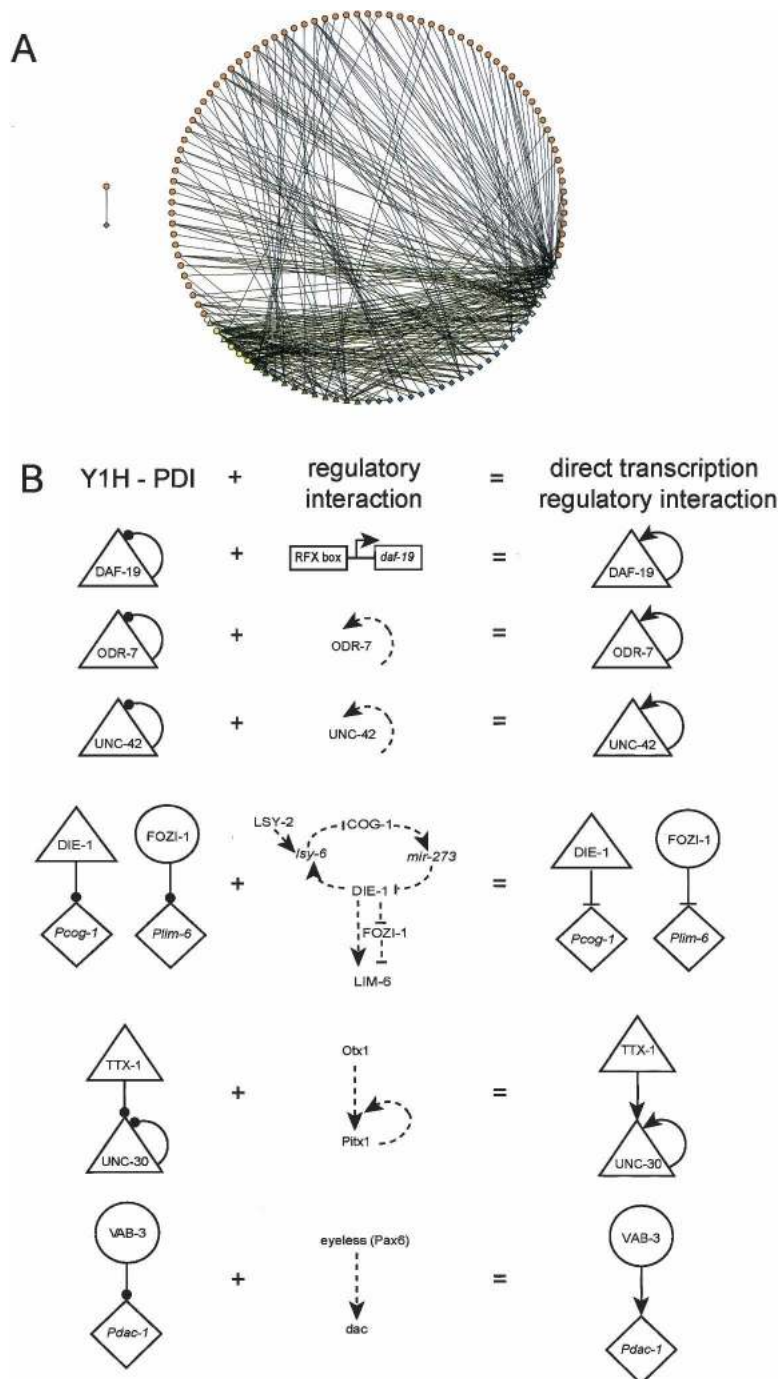 A
B
Y1H - PDI + regulatory interaction = direct transcription regulatory interaction
DAF-19 + RFX box daf-19 = DAF-19
ODR-7 + ODR-7 = ODR-7
UNC-42 + UNC-42 = UNC-42
DIE-1 FOZI-1
Pcog-1 Plim-6
+
LSY-2 COG-1
lsy-6 mir-273
DIE-1
FOZI-1
LIM-6
=
DIE-1 FOZI-1
Pcog-1 Plim-6
TTX-1
UNC-30
+
Otx1
Pitx1
=
TTX-1
UNC-30
VAB-3
Pdac-1
+
eyeless (Pax6)
dac
=
VAB-3
Pdac-1